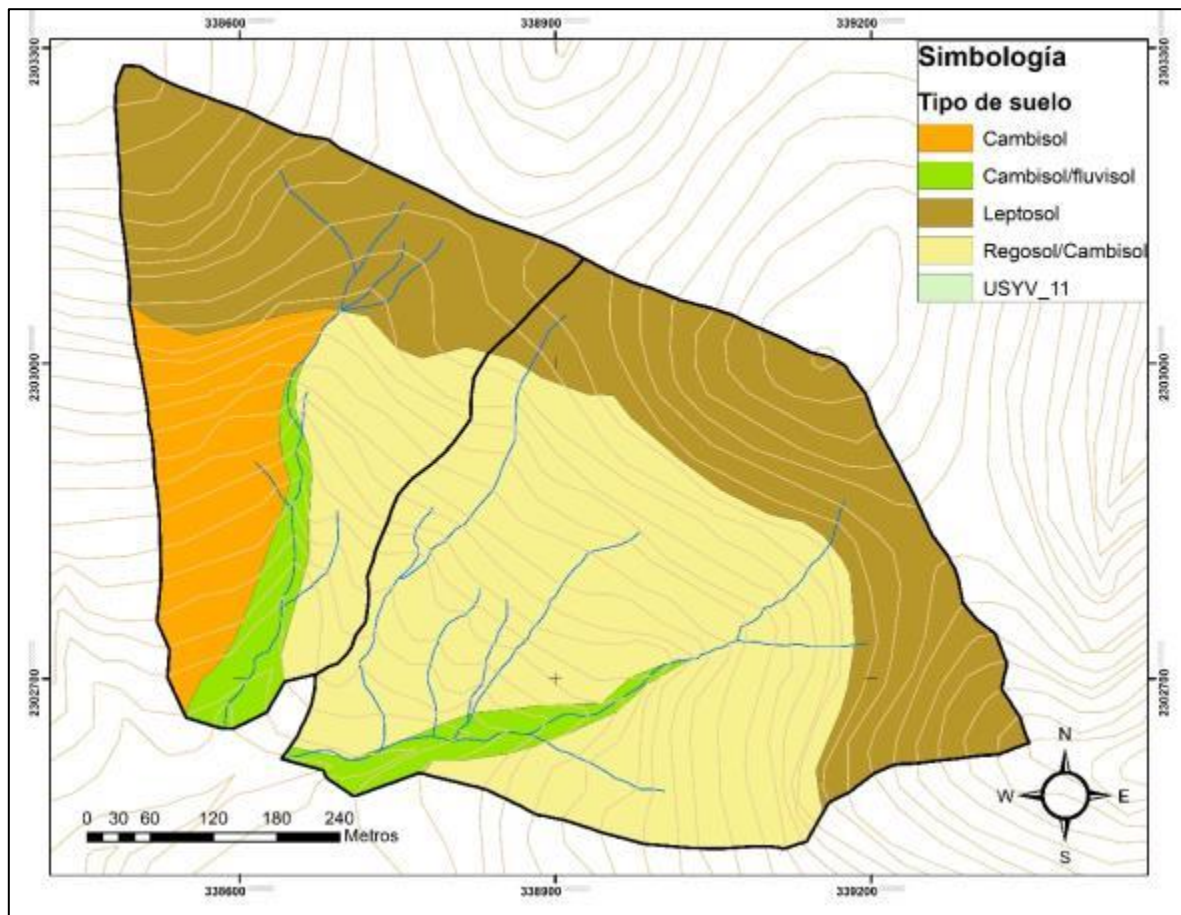 338600 338900 339200
2303300 2303300
Simbología
Tipo de suelo
Cambisol
Cambisol/fluvisol
Leptosol
Regosol/Cambisol
USYV_11
2303000 2303000
2302700 2302700
N
W E
S
0 30 60 120 180 240
Metros
338600 338900 339200